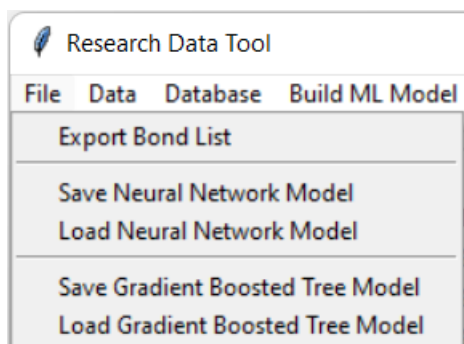 Research Data Tool
File Data Database Build ML Model
Export Bond List
Save Neural Network Model
Load Neural Network Model
Save Gradient Boosted Tree Model
Load Gradient Boosted Tree Model